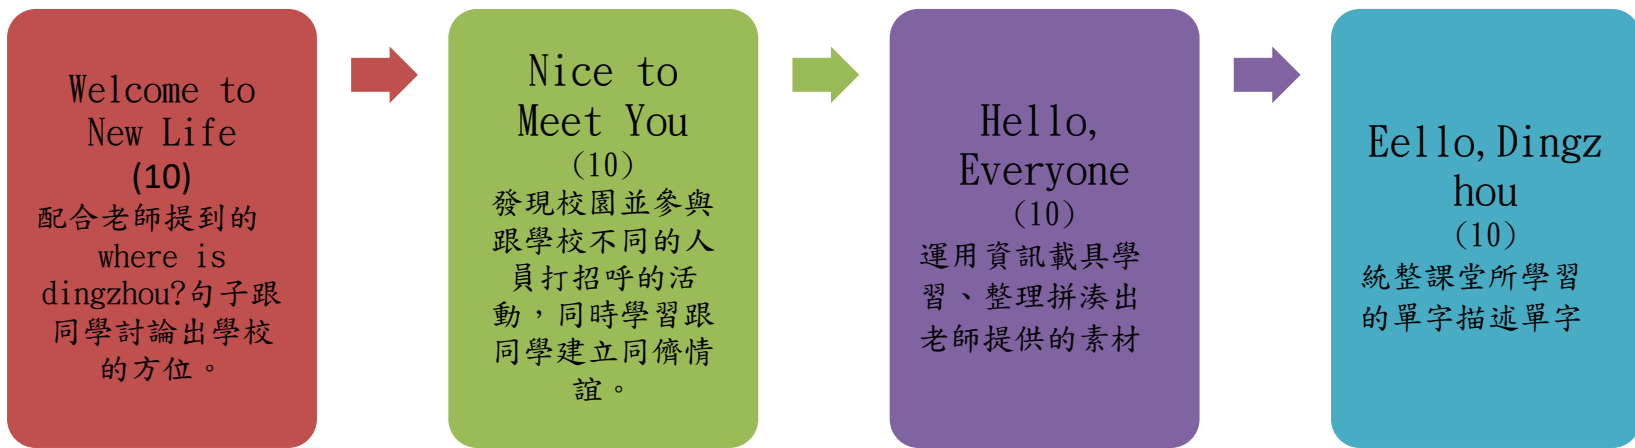 Welcome to
New Life
(10)
配合老師提到的
where is
dingzhou?句子跟
同學討論出學校
的方位。
Nice to
Meet You
(10)
發現校園並參與
跟學校不同的人
員打招呼的活
動，同時學習跟
同學建立同儕情
誼。
Hello,
Everyone
(10)
運用資訊載具學
習、整理拼湊出
老師提供的素材
Eello,Dingz
hou
(10)
統整課堂所學習
的單字描述單字